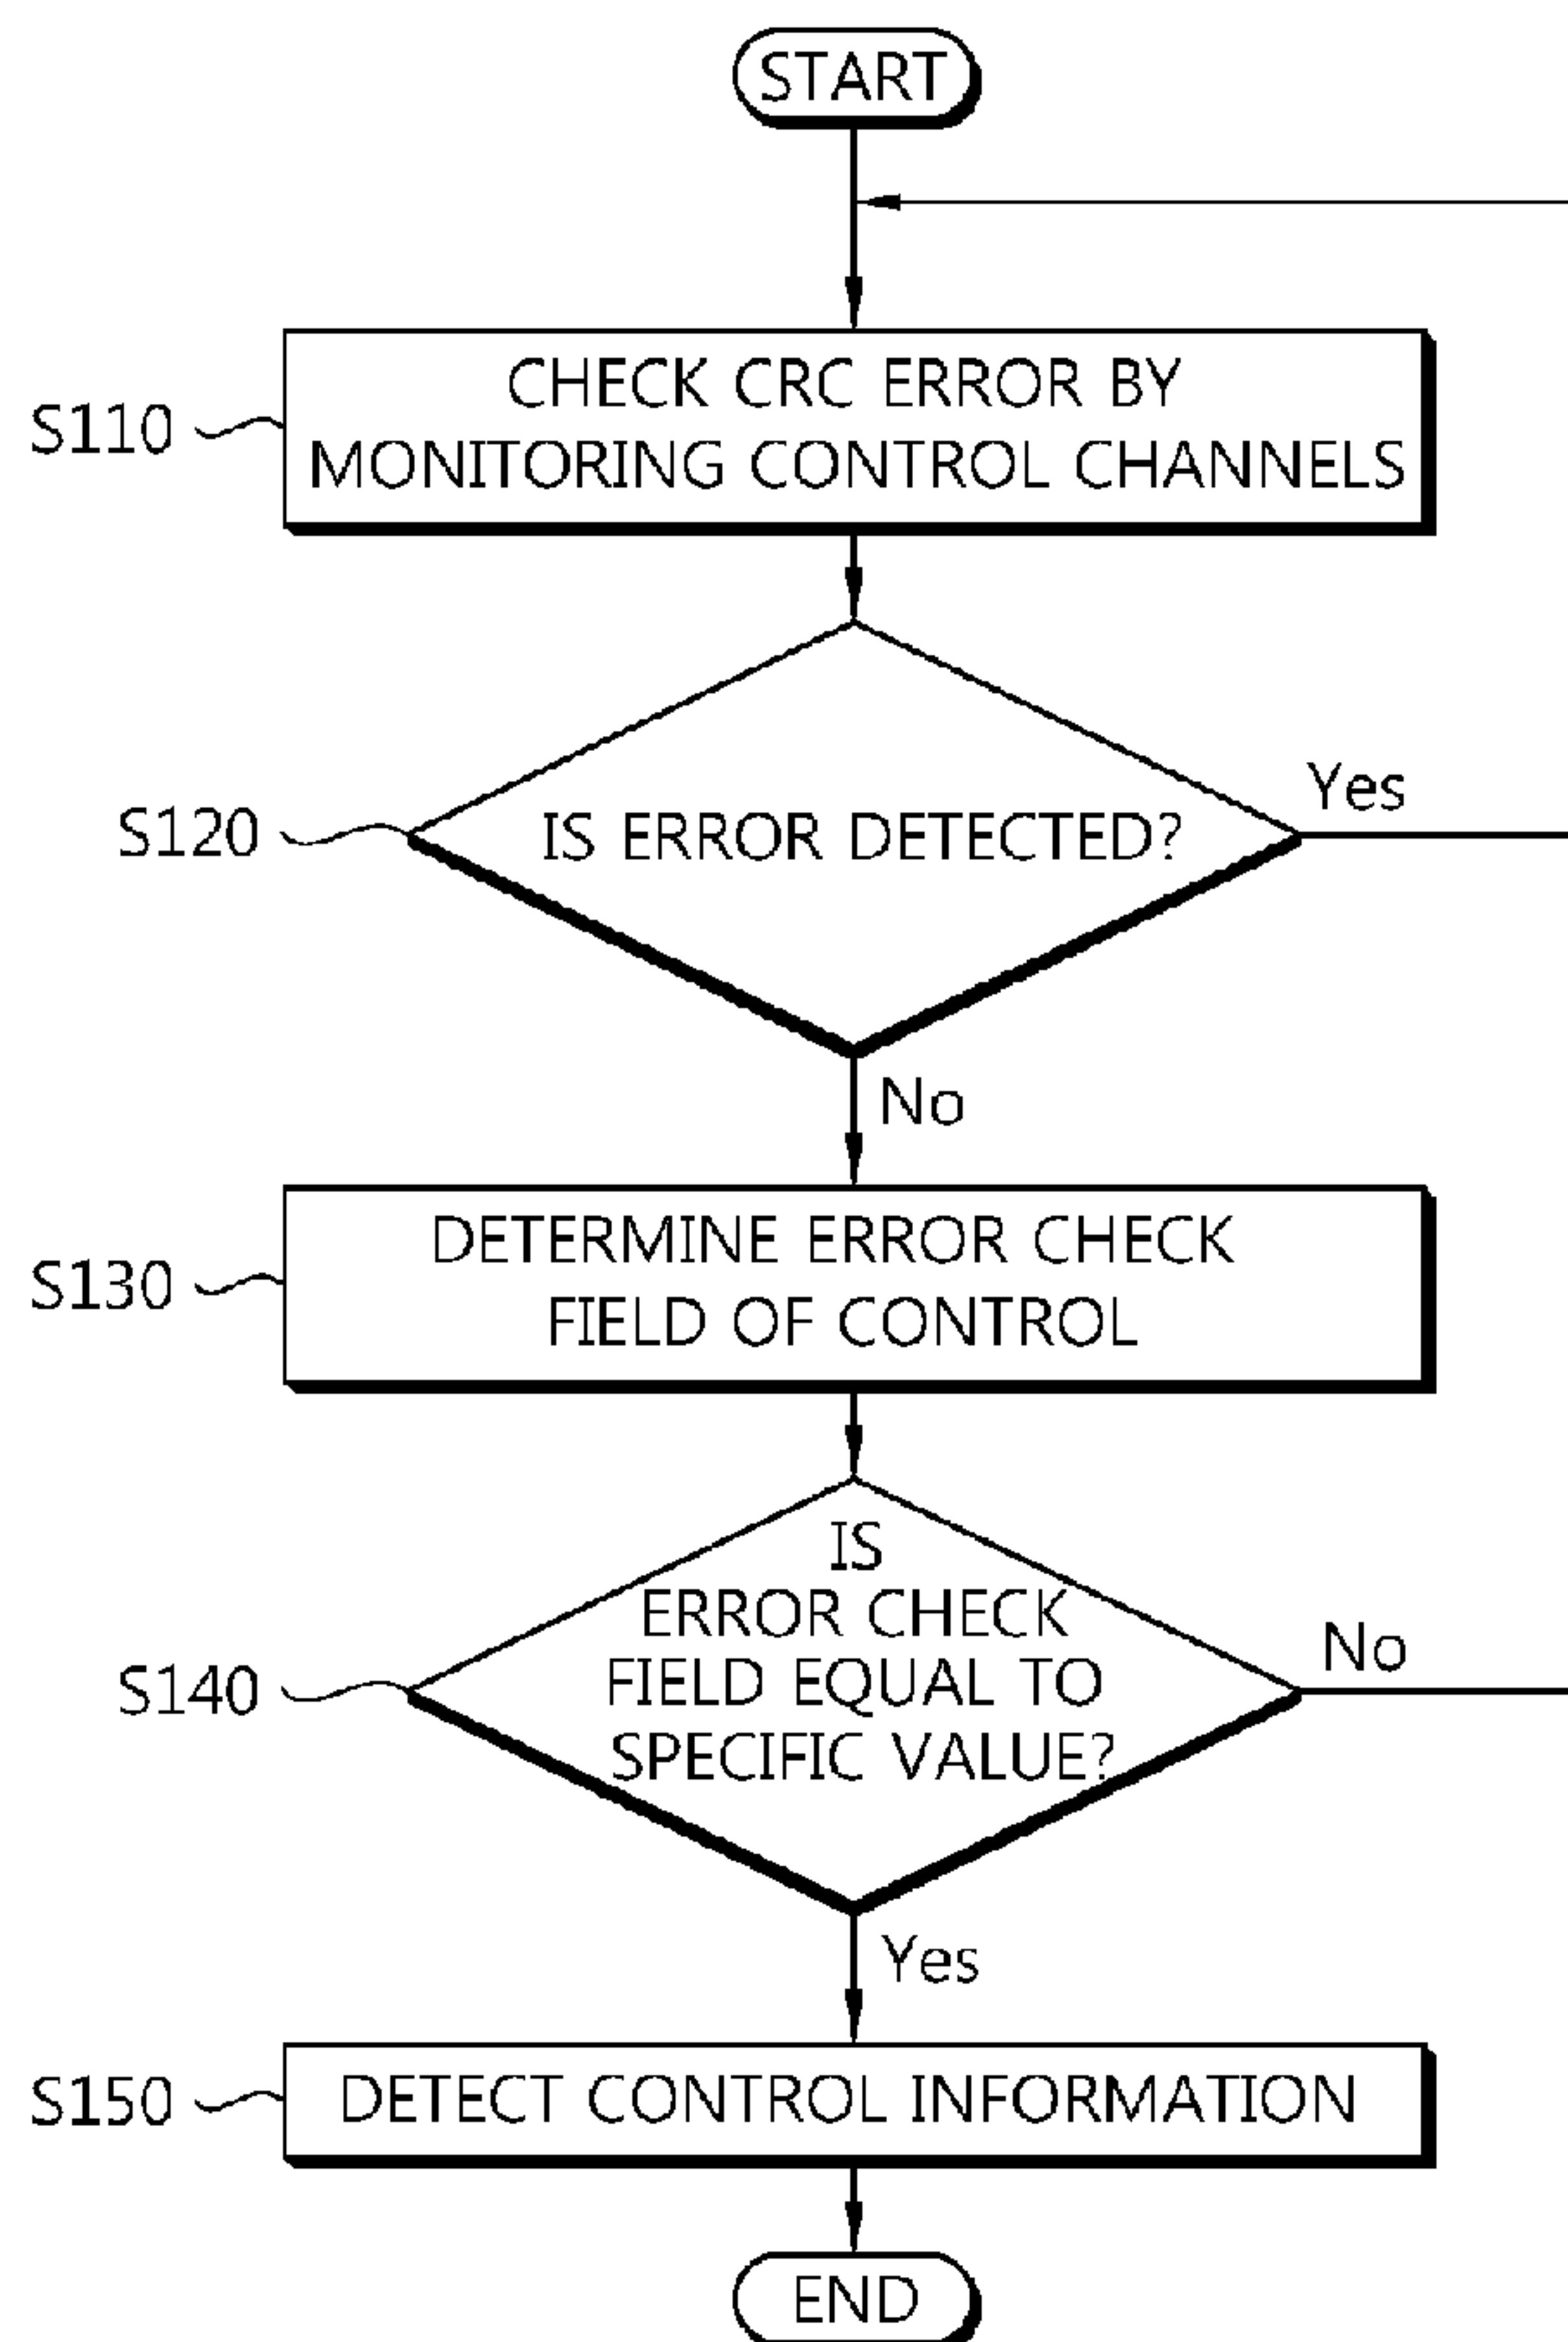 START
CHECK CRC ERROR BY
MONITORING CONTROL CHANNELS
S110
IS ERROR DETECTED?
S120
Yes
No
DETERMINE ERROR CHECK
FIELD OF CONTROL
S130
IS
ERROR CHECK
FIELD EQUAL TO
SPECIFIC VALUE?
S140
No
Yes
S150
DETECT CONTROL INFORMATION
END